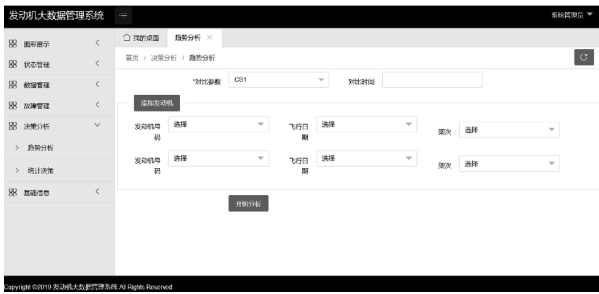 发动机大数据管理系统
系统管理员
图形展示
状态管理
数据管理
故障管理
决策分析
趋势分析
统计决策
基础信息
我的桌面 趋势分析 ×
首页 / 决策分析 / 趋势分析
*对比参数 CS1 对比时间
添加发动机
发动机号码 选择 飞行日期 选择 架次 选择
发动机号码 选择 飞行日期 选择 架次 选择
开始分析
Copyright ©2019 发动机大数据管理系统 All Rights Reserved